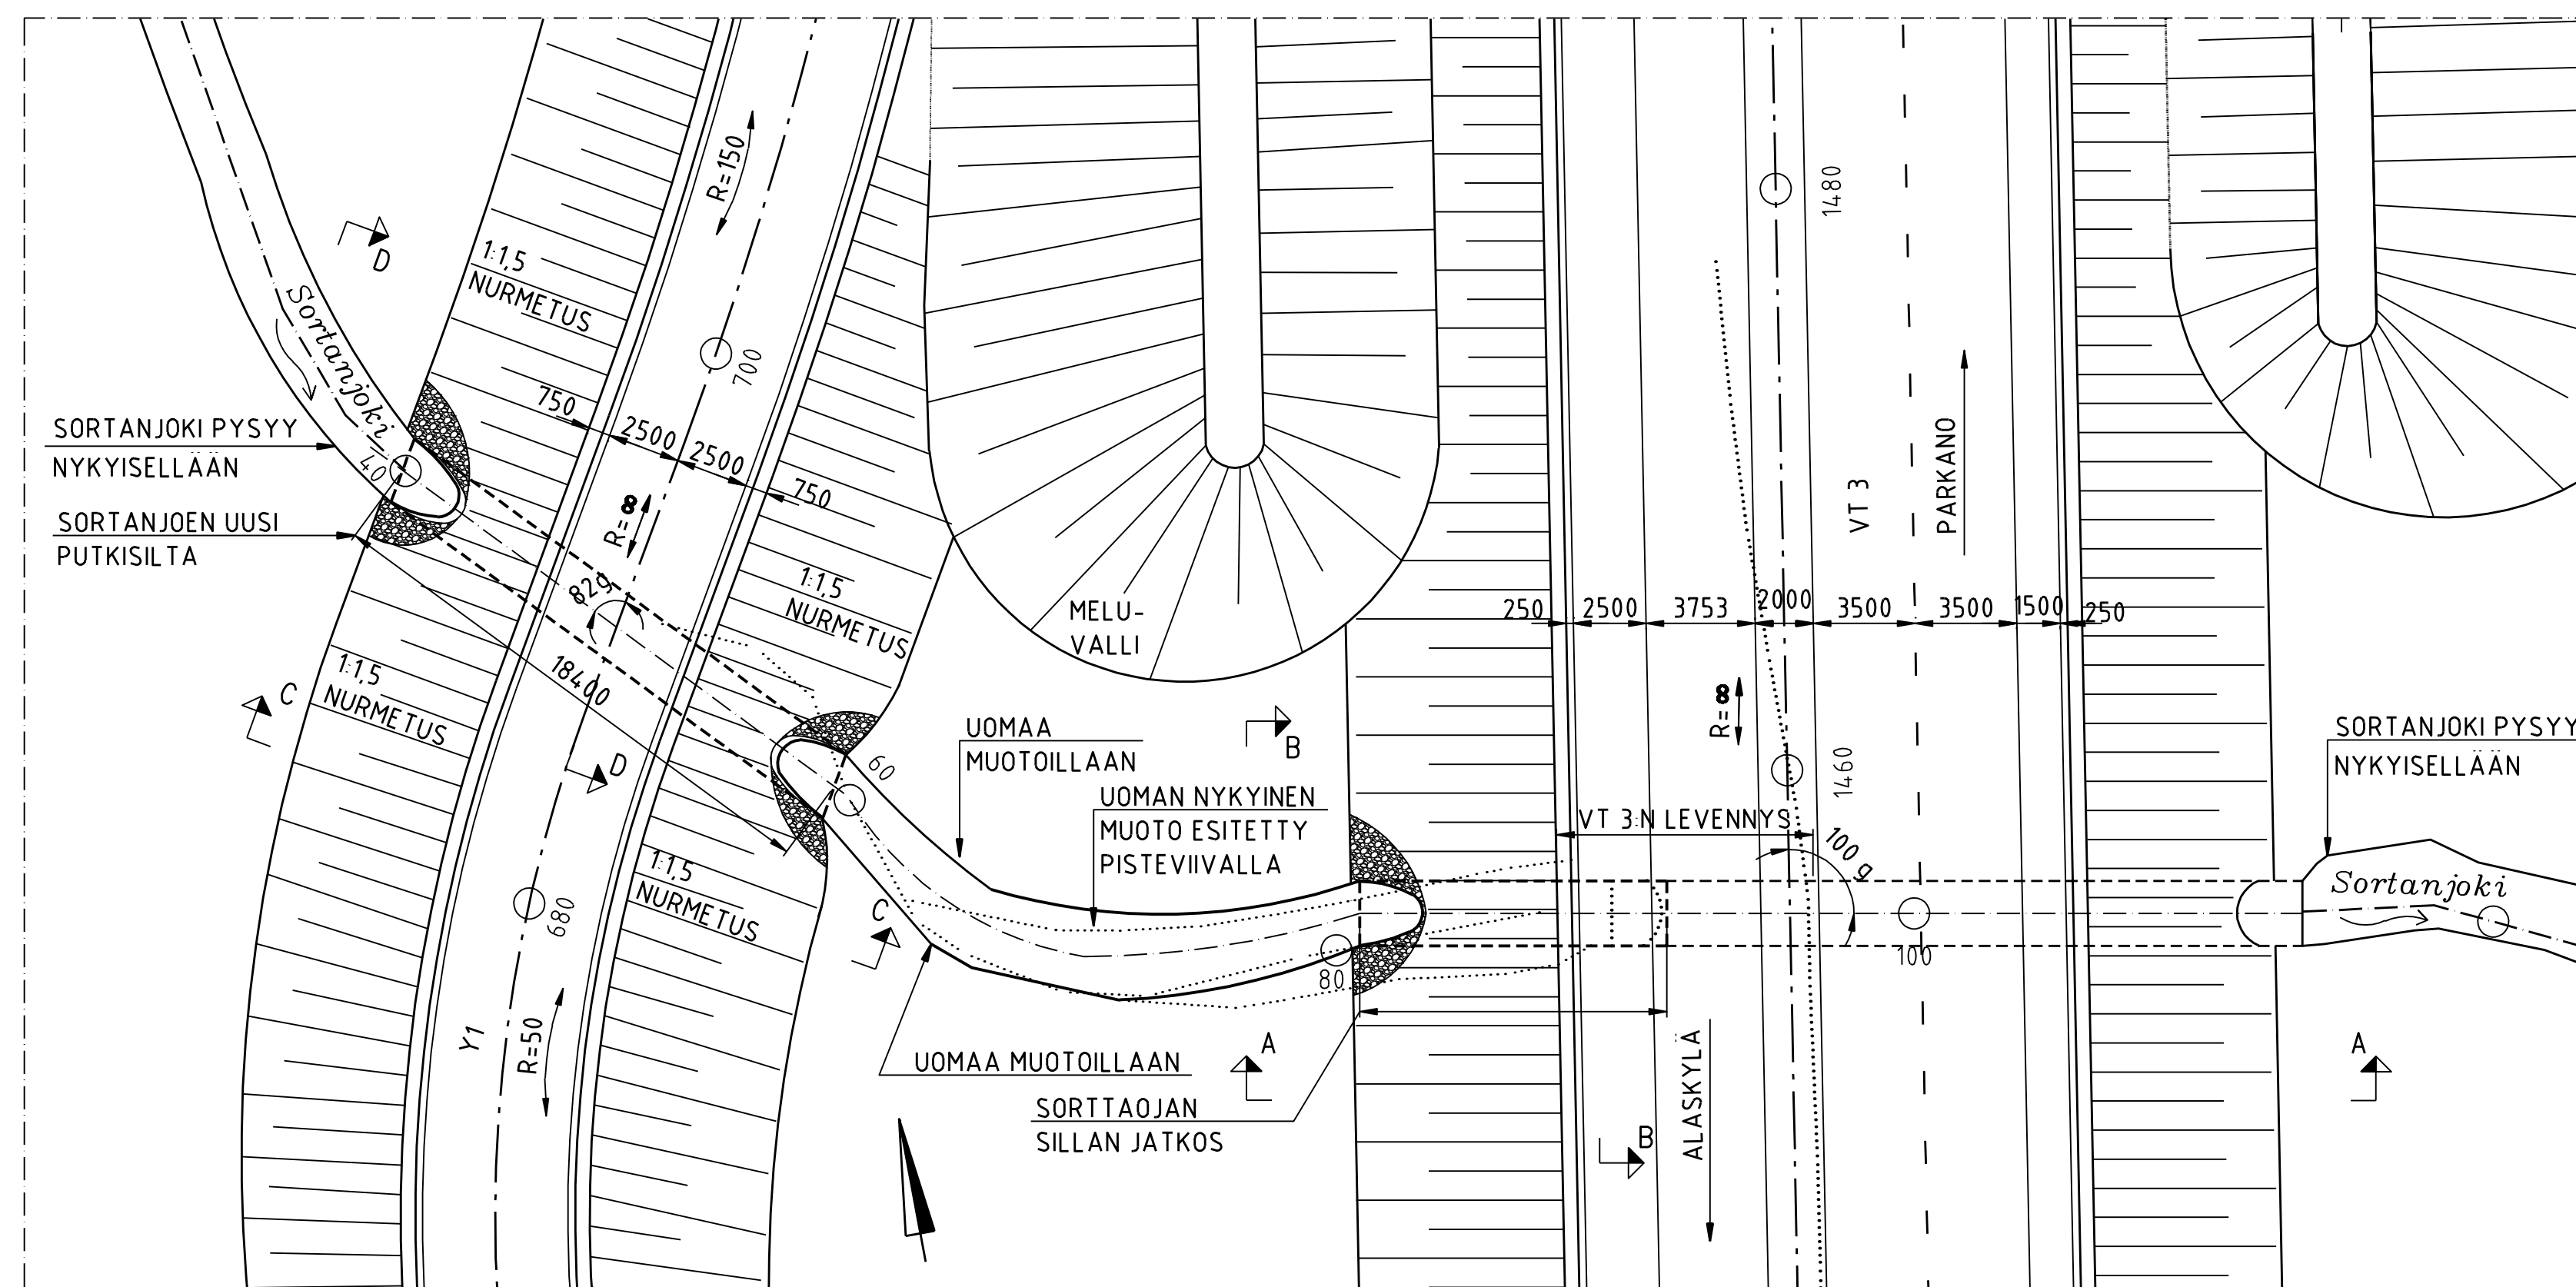 R=150
1480
D
1:1,5
NURMETUS
Sortanjoki
700
750
2500
2500
750
SORTANJOKI PYSYY
NYKYISELLÄÄN
40
SORTANJOEN UUSI
PUTKISILTA
R=8
VT 3
PARKANO
82g
1:1,5
NURMETUS
MELU-
VALLI
250
2500
3753
2000
3500
3500
1500
250
18400
1:1,5
NURMETUS
C
R=8
D
60
UOMAA
MUOTOILLAAN
B
1460
SORTANJOKI PYSYY
NYKYISELLÄÄN
UOMAN NYKYINEN
MUOTO ESITETTY
PISTEVIIVALLA
VT 3:N LEVENNYS
100 g
1:1,5
NURMETUS
680
C
Sortanjoki
80
100
Y1
R=50
UOMAA MUOTOILLAAN
A
A
SORTTAOJAN
SILLAN JATKOS
B
ALASKYLÄ